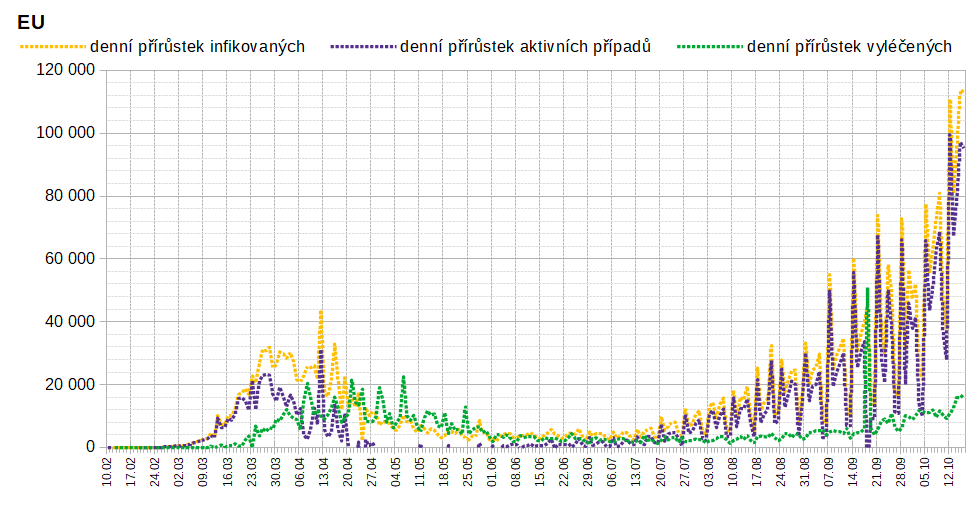 EU
denní přírůstek infikovaných denní přírůstek aktivních případů denní přírůstek vyléčených
120 000
100 000
80 000
60 000
40 000
20 000
0
10.02 17.02 24.02 02.03 09.03 16.03 23.03 30.03 06.04 13.04 20.04 27.04 04.05 11.05 18.05 25.05 01.06 08.06 15.06 22.06 29.06 06.07 13.07 20.07 27.07 03.08 10.08 17.08 24.08 31.08 07.09 14.09 21.09 28.09 05.10 12.10